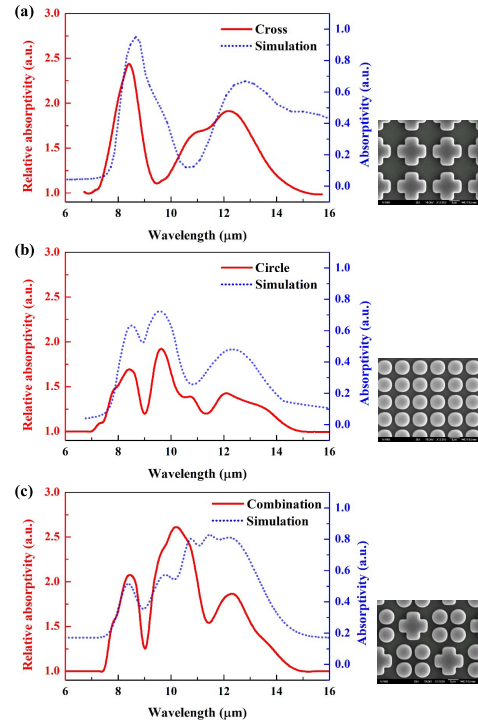 (a)
3.0
2.5
2.0
1.5
1.0
Relative absorptivity (a.u.)
Cross
Simulation
1.0
0.8
0.6
0.4
0.2
0.0
Absorptivity (a.u.)
6 8 10 12 14 16
Wavelength (μm)
(b)
3.0
2.5
2.0
1.5
1.0
Relative absorptivity (a.u.)
Circle
Simulation
1.0
0.8
0.6
0.4
0.2
0.0
Absorptivity (a.u.)
6 8 10 12 14 16
Wavelength (μm)
(c)
3.0
2.5
2.0
1.5
1.0
Relative absorptivity (a.u.)
Combination
Simulation
1.0
0.8
0.6
0.4
0.2
0.0
Absorptivity (a.u.)
6 8 10 12 14 16
Wavelength (μm)